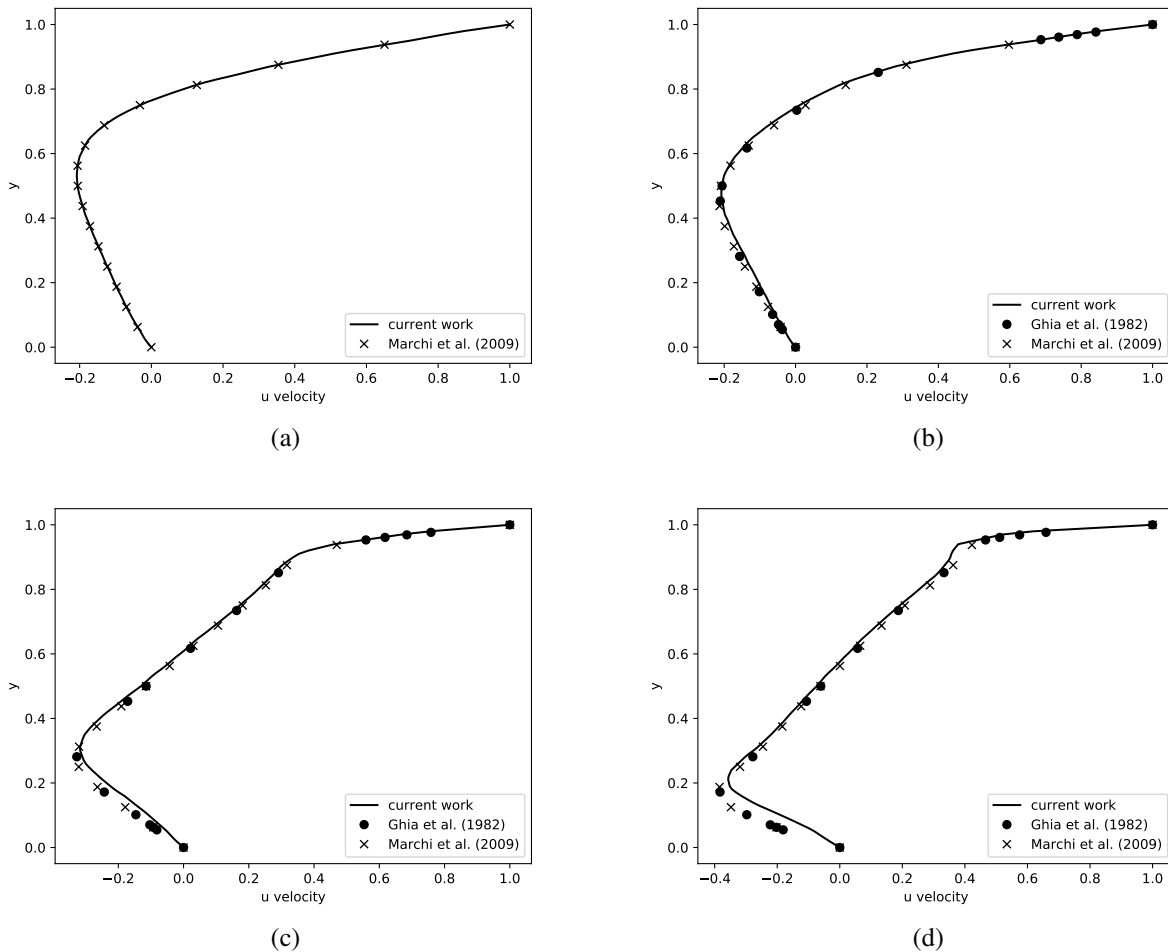 1.0
0.8
0.6
0.4
0.2
0.0
y
−0.2 0.0 0.2 0.4 0.6 0.8 1.0
u velocity
current work
Marchi et al. (2009)
(a)
1.0
0.8
0.6
0.4
0.2
0.0
y
−0.2 0.0 0.2 0.4 0.6 0.8 1.0
u velocity
current work
Ghia et al. (1982)
Marchi et al. (2009)
(b)
1.0
0.8
0.6
0.4
0.2
0.0
y
−0.2 0.0 0.2 0.4 0.6 0.8 1.0
u velocity
current work
Ghia et al. (1982)
Marchi et al. (2009)
(c)
1.0
0.8
0.6
0.4
0.2
0.0
y
−0.4 −0.2 0.0 0.2 0.4 0.6 0.8 1.0
u velocity
current work
Ghia et al. (1982)
Marchi et al. (2009)
(d)